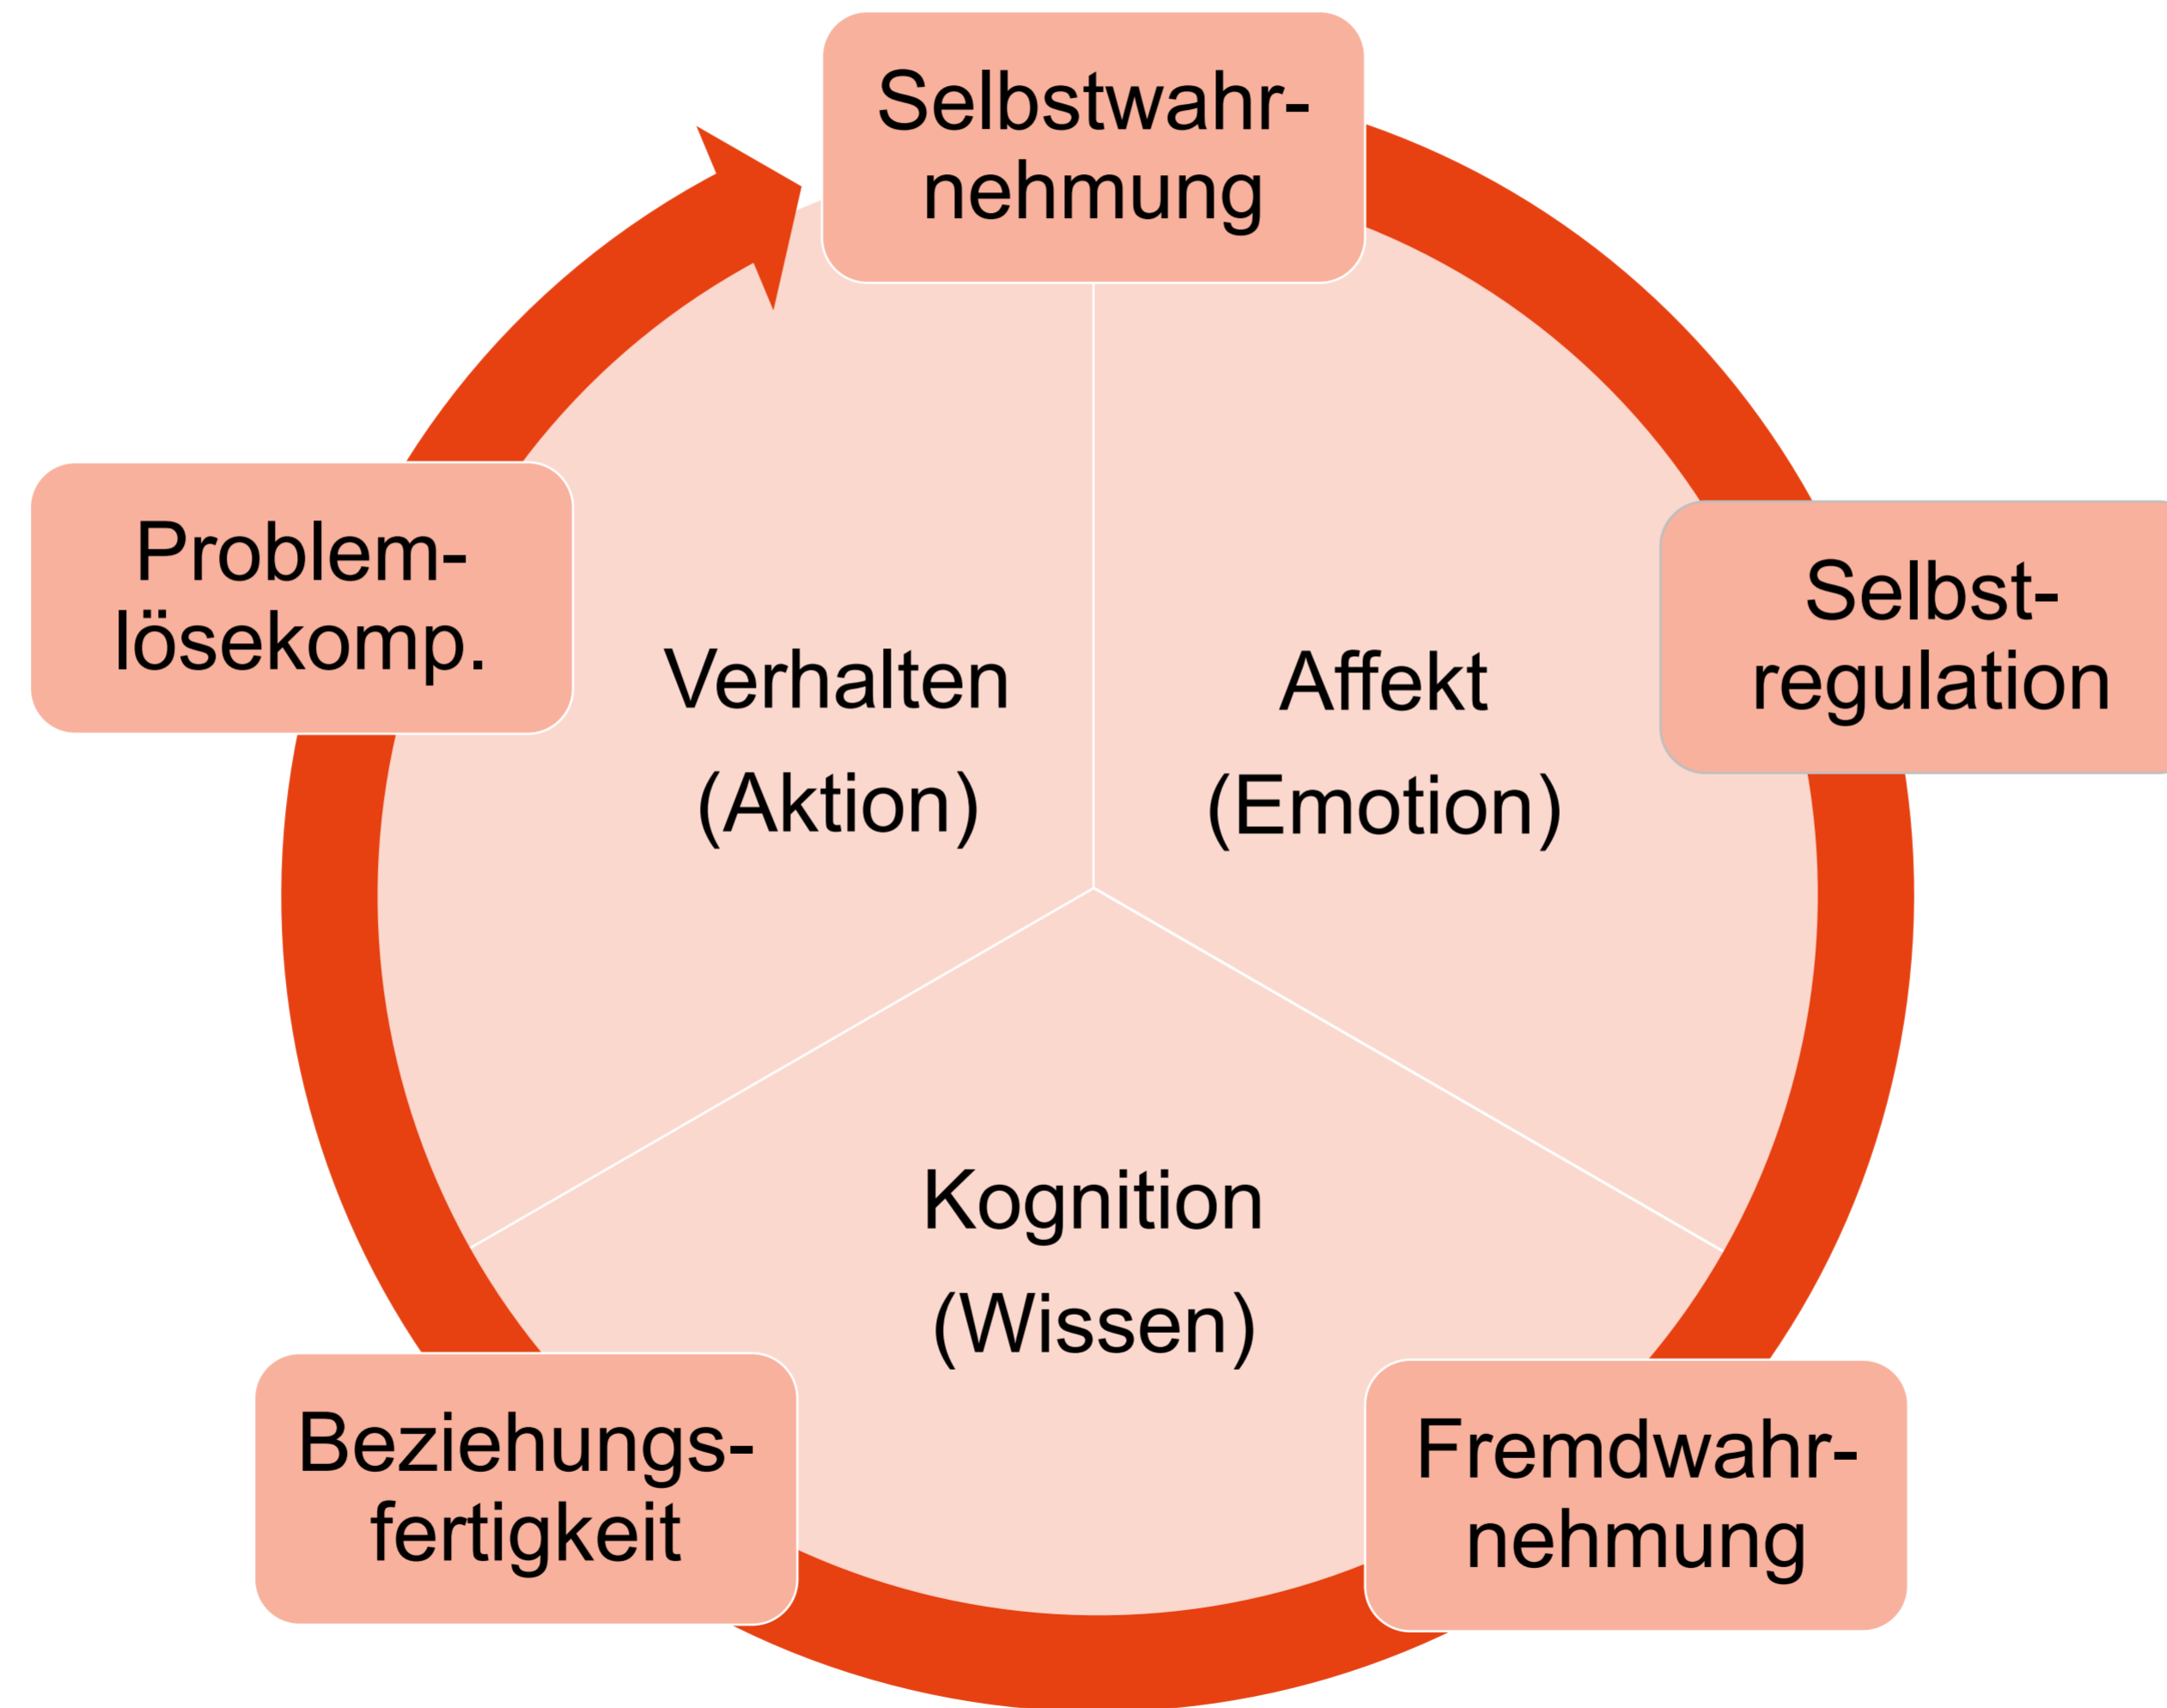 Selbstwahr-
nehmung
Problem-
lösekomp.
Selbst-
regulation
Verhalten
(Aktion)
Affekt
(Emotion)
Kognition
(Wissen)
Beziehungs-
fertigkeit
Fremdwahr-
nehmung